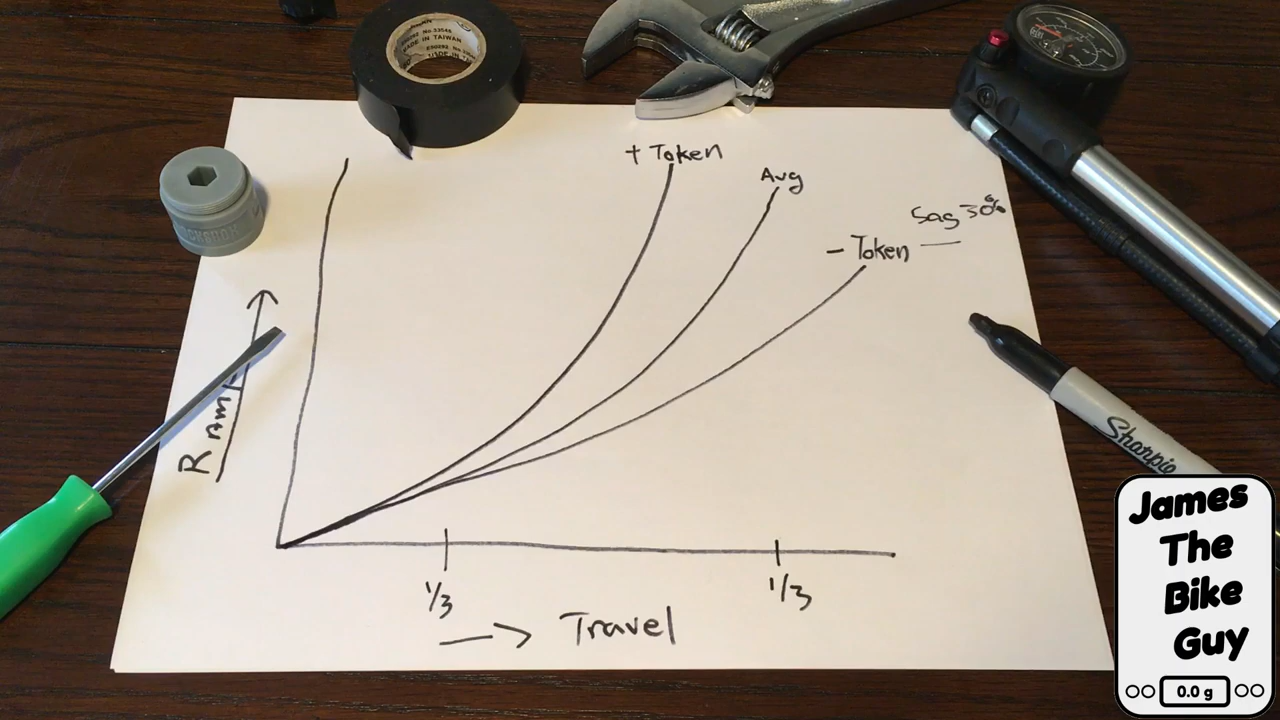 MADE IN TAIWAN
+ Token
Avg
Sag 30%
- Token
Ramp
1/3
1/3
Travel
Sharpie
James
The
Bike
Guy
0.0 g